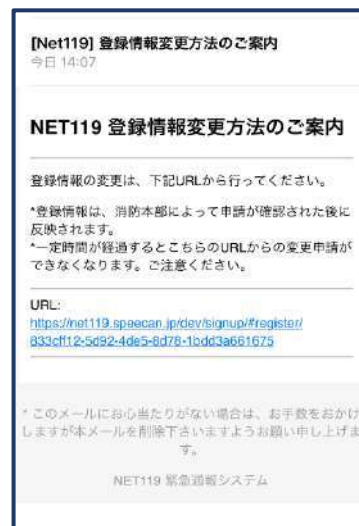 [Net119] 登録情報変更方法のご案内
今日 14:07
NET119 登録情報変更方法のご案内
登録情報の変更は、下記URLから行ってください。
*登録情報は、消防本部によって申請が確認された後に
反映されます。
*一定時間が経過するとこちらのURLからの変更申請が
できなくなります。ご注意ください。
URL:
https://net119.speecan.jp/dev/signup/#register/
833cff12-5d92-4de5-8d78-1bdd3a661675
* このメールにお心当たりがない場合は、お手数をおかけ
しますが本メールを削除下さいますようお願い申し上げま
す。
NET119 緊急通報システム